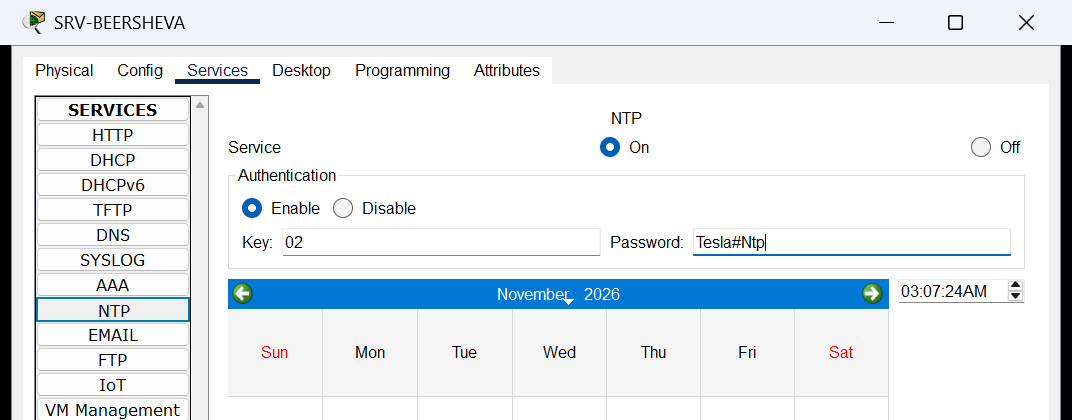 SRV-BEERSHEVA
Physical Config Services Desktop Programming Attributes
SERVICES
HTTP
DHCP
DHCPv6
TFTP
DNS
SYSLOG
AAA
NTP
EMAIL
FTP
IoT
VM Management
NTP
Service On Off
Authentication
Enable Disable
Key: 02 Password: Tesla#Ntp
November 2026 03:07:24AM
Sun Mon Tue Wed Thu Fri Sat